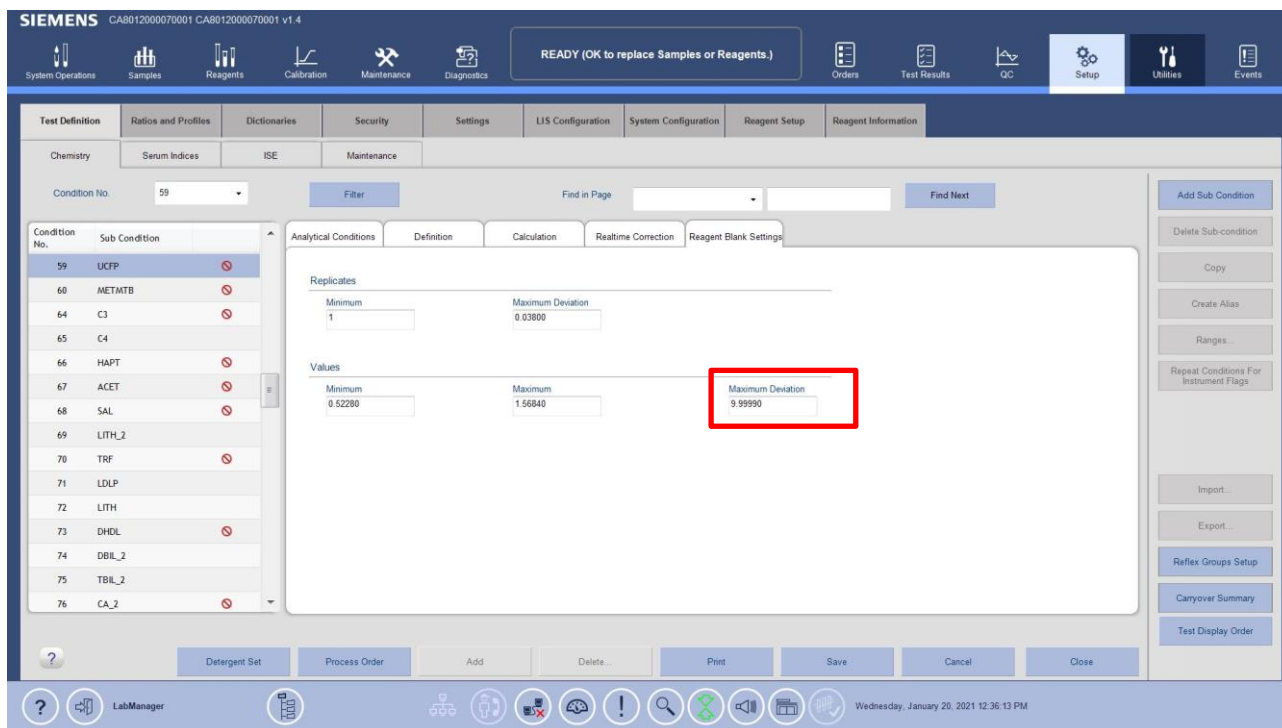 SIEMENS CA8012000070001 CA8012000070001 v1.4
System Operations
Samples
Reagents
Calibration
Maintenance
Diagnostics
READY (OK to replace Samples or Reagents.)
Orders
Test Results
QC
Setup
Utilities
Events
Test Definition
Ratios and Profiles
Dictionaries
Security
Settings
LIS Configuration
System Configuration
Reagent Setup
Reagent Information
Chemistry
Serum Indices
ISE
Maintenance
Condition No.
59
Filter
Find in Page
Find Next
Condition No.
Sub Condition
59 UCFP
60 METMTB
64 C3
65 C4
66 HAPT
67 ACET
68 SAL
69 LITH_2
70 TRF
71 LDLP
72 LITH
73 DHDL
74 DBIL_2
75 TBIL_2
76 CA_2
Analytical Conditions
Definition
Calculation
Realtime Correction
Reagent Blank Settings
Replicates
Minimum
1
Maximum Deviation
0.03800
Values
Minimum
0.52280
Maximum
1.56840
Maximum Deviation
9.99990
Add Sub Condition
Delete Sub-condition
Copy
Create Alias
Ranges...
Repeat Conditions For
Instrument Flags
Import...
Export...
Reflex Groups Setup
Carryover Summary
Test Display Order
?
Detergent Set
Process Order
Add
Delete...
Print
Save
Cancel
Close
?
LabManager
!
Wednesday, January 20, 2021 12:36:13 PM